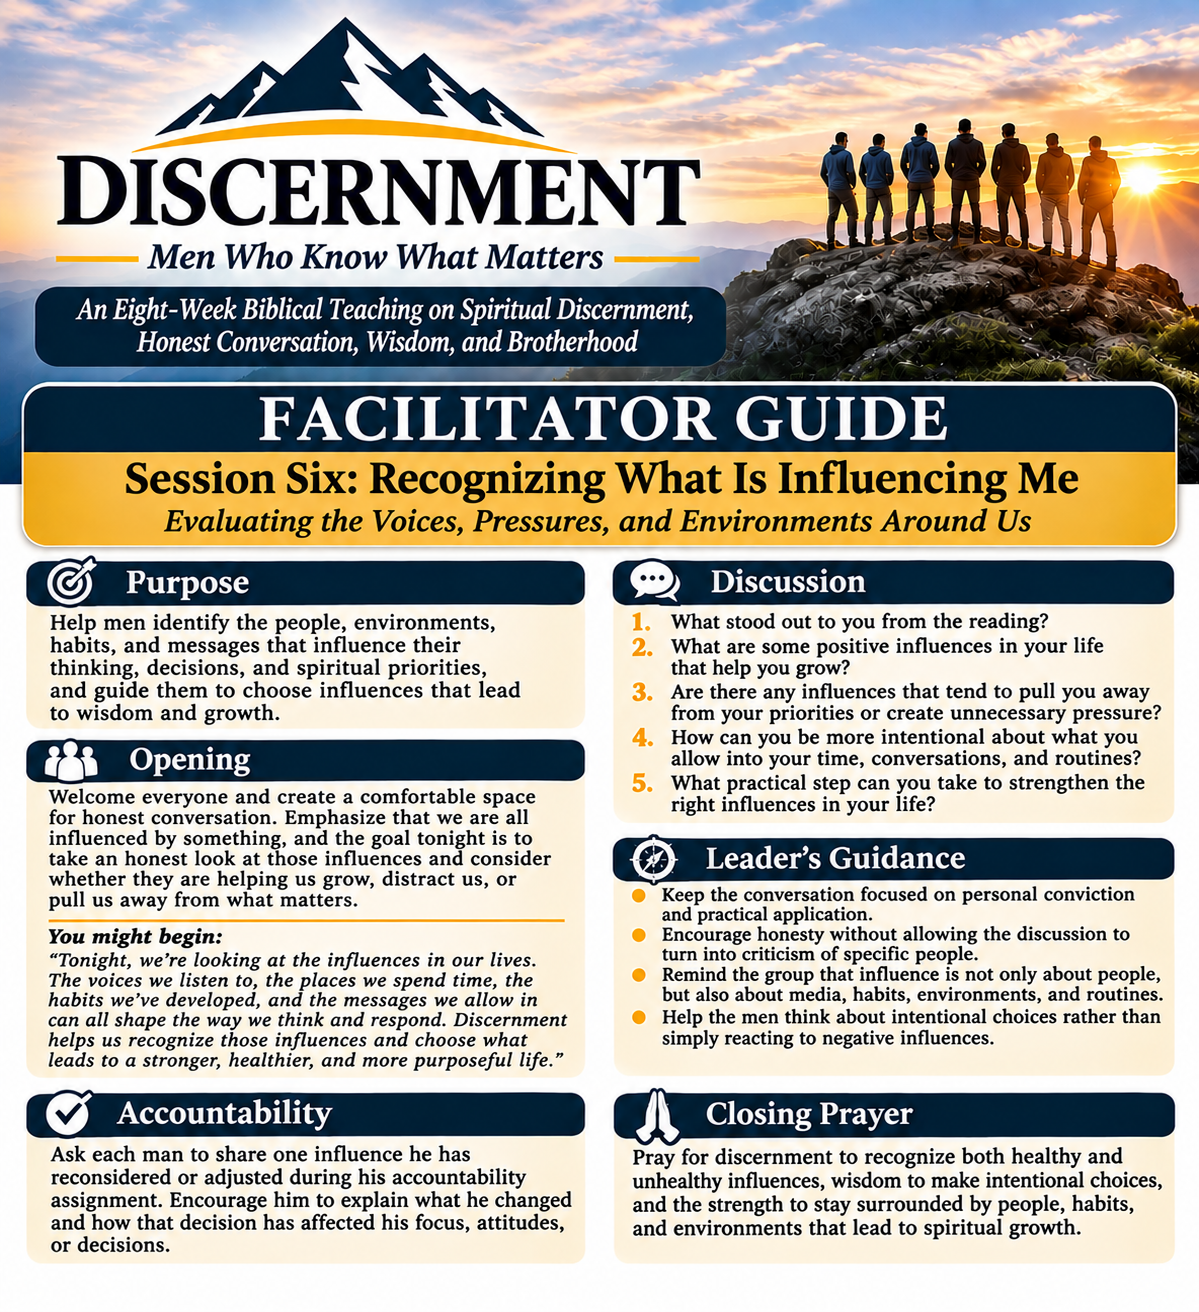 DISCERNMENT
Men Who Know What Matters
An Eight-Week Biblical Teaching on Spiritual Discernment,
Honest Conversation, Wisdom, and Brotherhood
FACILITATOR GUIDE
Session Six: Recognizing What Is Influencing Me
Evaluating the Voices, Pressures, and Environments Around Us
Purpose
Help men identify the people, environments,
habits, and messages that influence their
thinking, decisions, and spiritual priorities,
and guide them to choose influences that lead
to wisdom and growth.
Opening
Welcome everyone and create a comfortable space
for honest conversation. Emphasize that we are all
influenced by something, and the goal tonight is to
take an honest look at those influences and consider
whether they are helping us grow, distract us, or
pull us away from what matters.
You might begin:
“Tonight, we’re looking at the influences in our lives.
The voices we listen to, the places we spend time, the
habits we’ve developed, and the messages we allow in
can all shape the way we think and respond. Discernment
helps us recognize those influences and choose what
leads to a stronger, healthier, and more purposeful life.”
Accountability
Ask each man to share one influence he has
reconsidered or adjusted during his accountability
assignment. Encourage him to explain what he changed
and how that decision has affected his focus, attitudes,
or decisions.
Discussion
1. What stood out to you from the reading?
2. What are some positive influences in your life
that help you grow?
3. Are there any influences that tend to pull you away
from your priorities or create unnecessary pressure?
4. How can you be more intentional about what you
allow into your time, conversations, and routines?
5. What practical step can you take to strengthen the
right influences in your life?
Leader’s Guidance
Keep the conversation focused on personal conviction
and practical application.
Encourage honesty without allowing the discussion to
turn into criticism of specific people.
Remind the group that influence is not only about people,
but also about media, habits, environments, and routines.
Help the men think about intentional choices rather than
simply reacting to negative influences.
Closing Prayer
Pray for discernment to recognize both healthy and
unhealthy influences, wisdom to make intentional choices,
and the strength to stay surrounded by people, habits,
and environments that lead to spiritual growth.